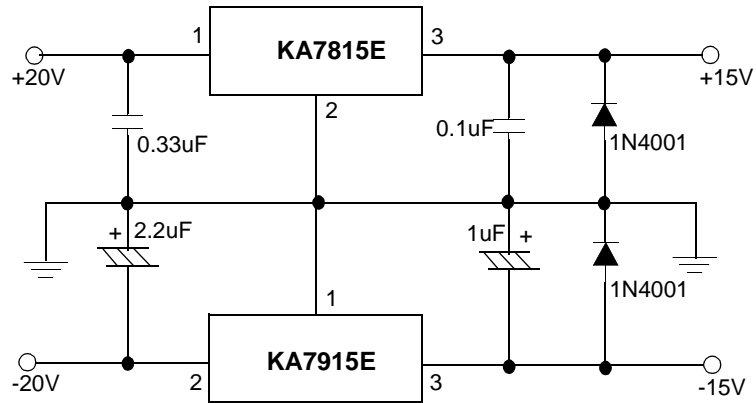 1
KA7815E
3
+20V
+15V
2
0.33uF
0.1uF
1N4001
+
2.2uF
1uF
+
1
1N4001
KA7915E
2
3
-20V
-15V